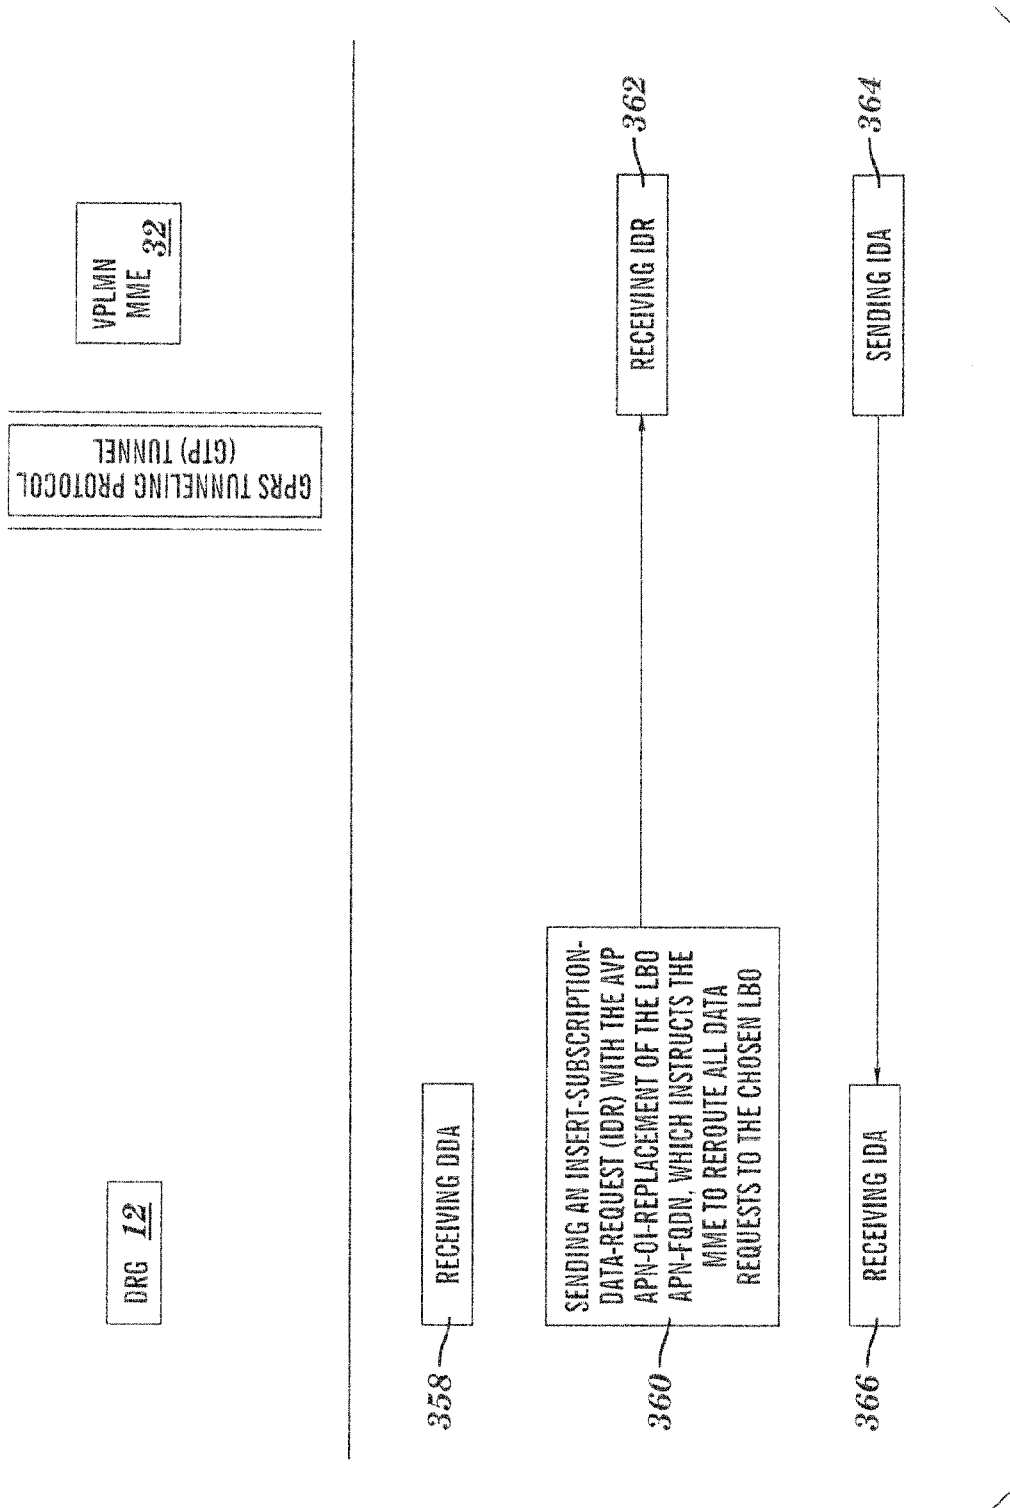 DRG 12
GPRS TUNNELING PROTOCOL
(GTP) TUNNEL
VPLMN
MME 32
358
RECEIVING DDA
360
SENDING AN INSERT-SUBSCRIPTION-
DATA-REQUEST (IDR) WITH THE AVP
APN-OI-REPLACEMENT OF THE LBO
APN-FQDN, WHICH INSTRUCTS THE
MME TO REROUTE ALL DATA
REQUESTS TO THE CHOSEN LBO
RECEIVING IDR
362
366
RECEIVING IDA
SENDING IDA
364